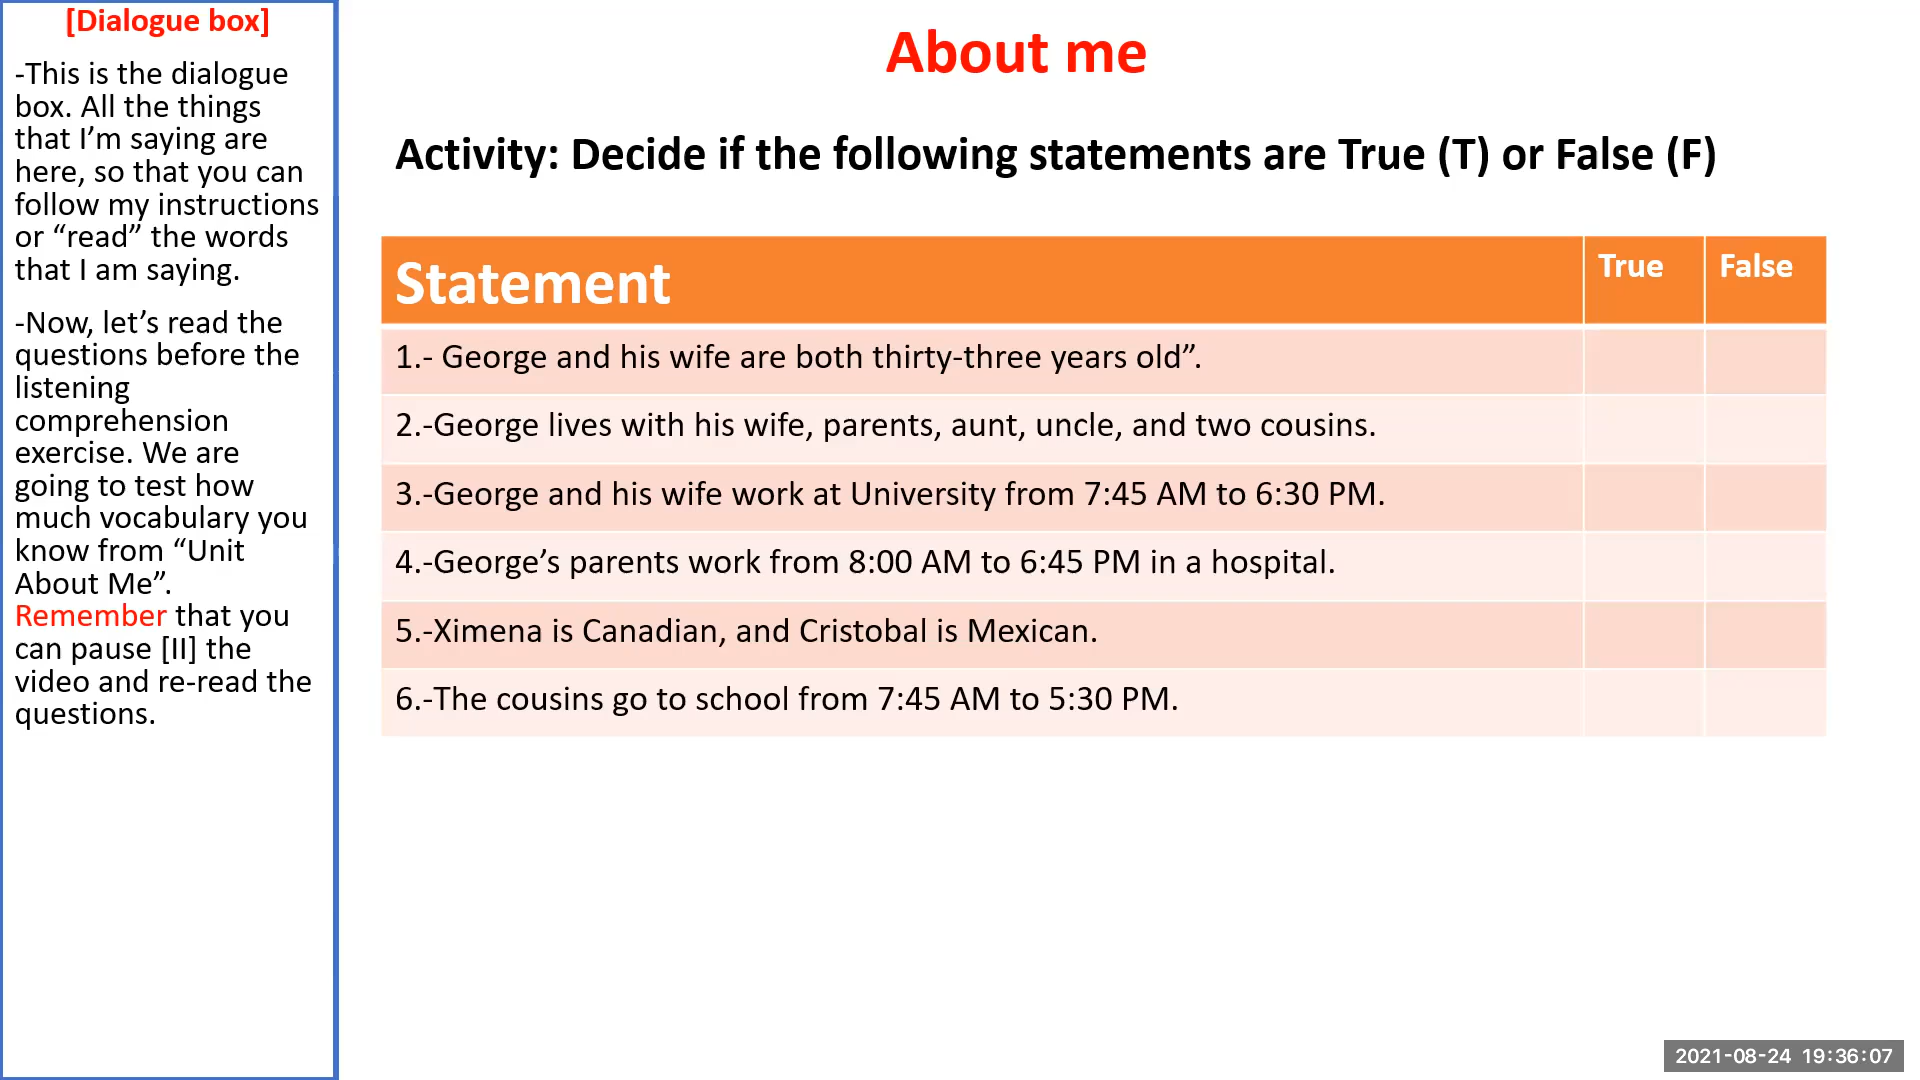 [Dialogue box]
-This is the dialogue
box. All the things
that I’m saying are
here, so that you can
follow my instructions
or “read” the words
that I am saying.
-Now, let’s read the
questions before the
listening
comprehension
exercise. We are
going to test how
much vocabulary you
know from “Unit
About Me”.
Remember that you
can pause [II] the
video and re-read the
questions.
About me
Activity: Decide if the following statements are True (T) or False (F)
Statement True False
1.- George and his wife are both thirty-three years old”.
2.-George lives with his wife, parents, aunt, uncle, and two cousins.
3.-George and his wife work at University from 7:45 AM to 6:30 PM.
4.-George’s parents work from 8:00 AM to 6:45 PM in a hospital.
5.-Ximena is Canadian, and Cristobal is Mexican.
6.-The cousins go to school from 7:45 AM to 5:30 PM.
2021-08-24 19:36:07